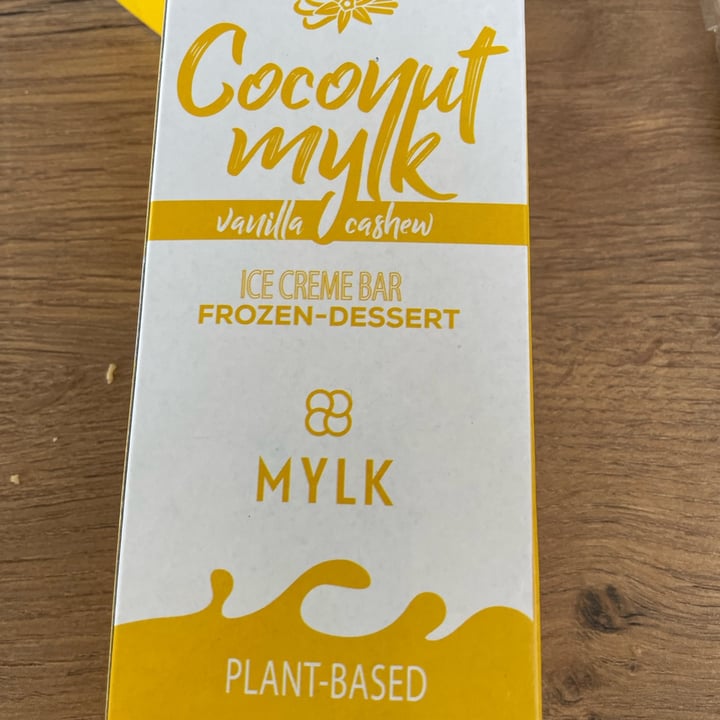 Coconut
mylk
vanilla cashew
ICE CREME BAR
FROZEN-DESSERT
MYLK
PLANT-BASED